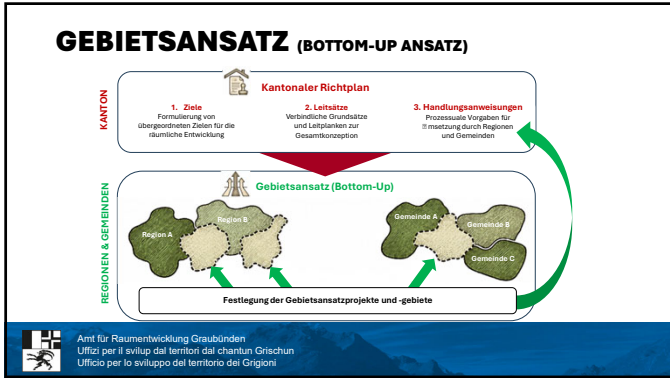 GEBIETSANSATZ (BOTTOM-UP ANSATZ)
KANTON
Kantonaler Richtplan
1. Ziele
Formulierung von
übergeordneten Zielen für die
räumliche Entwicklung
2. Leitsätze
Verbindliche Grundsätze
und Leitplanken zur
Gesamtkonzeption
3. Handlungsanweisungen
Prozessuale Vorgaben für
⍰msetzung durch Regionen
und Gemeinden
REGIONEN & GEMEINDEN
Gebietsansatz (Bottom-Up)
Region A
Region B
Gemeinde A
Gemeinde B
Gemeinde C
Festlegung der Gebietsansatzprojekte und -gebiete
Amt für Raumentwicklung Graubünden
Uffizi per il svilup dal territori dal chantun Grischun
Ufficio per lo sviluppo del territorio dei Grigioni